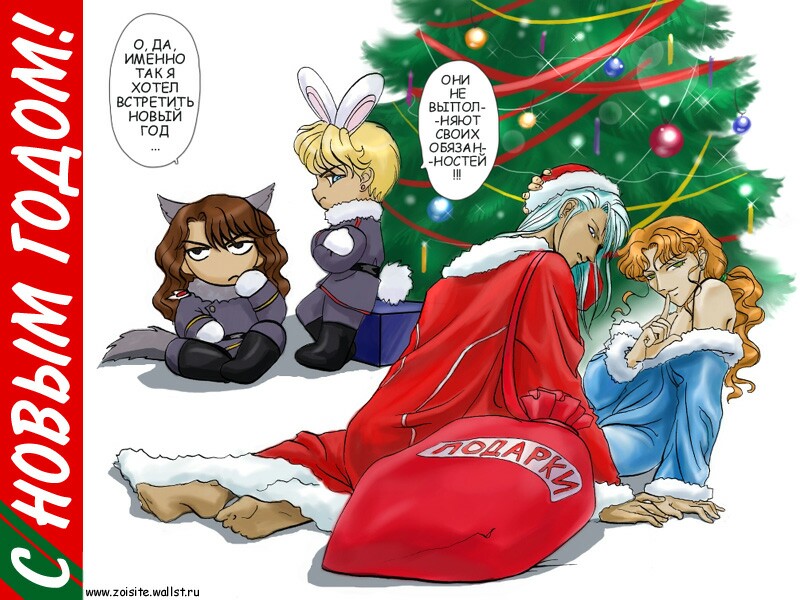 С НОВЫМ ГОДОМ!
О, ДА,
ИМЕННО
ТАК Я
ХОТЕЛ
ВСТРЕТИТЬ
НОВЫЙ
ГОД
...
ОНИ
НЕ
ВЫПОЛ-
-НЯЮТ
СВОИХ
ОБЯЗАН-
-НОСТЕЙ
!!!
ПОДАРКИ
www.zoisite.wallst.ru